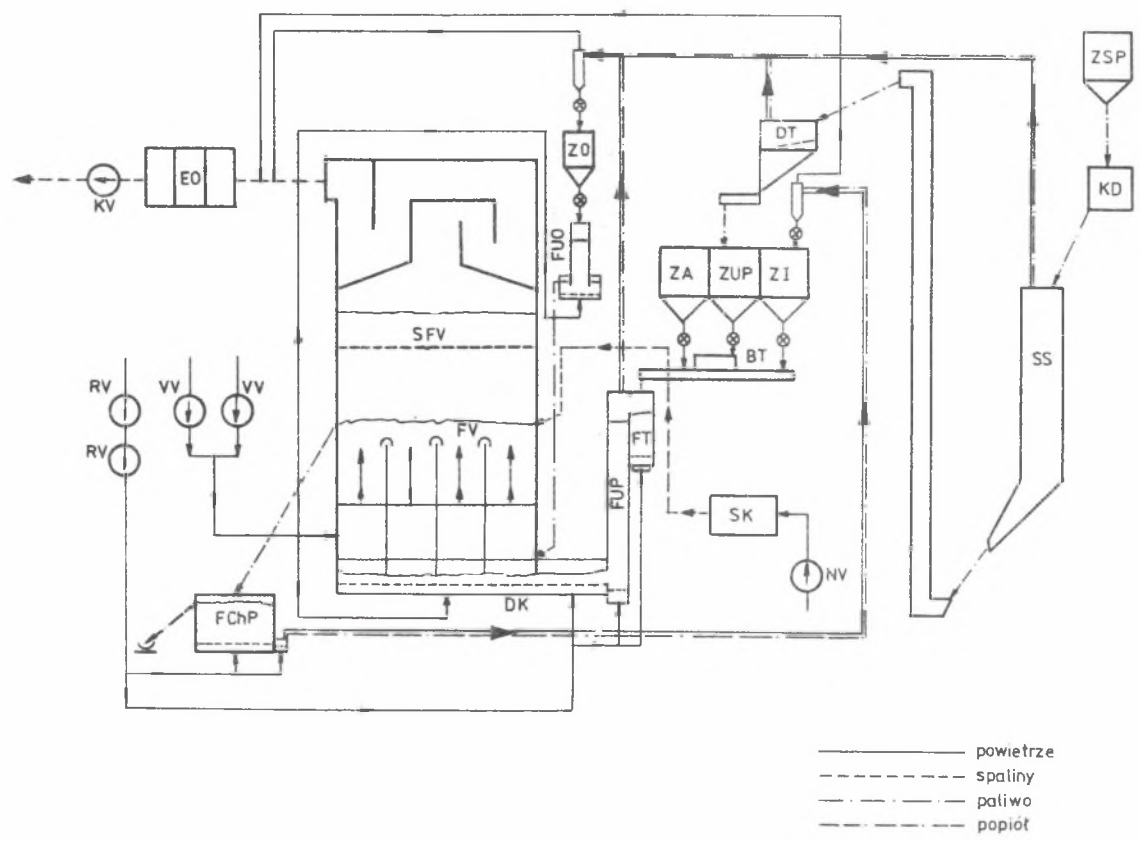 ZSP
DT
ZO
EO
KD
KV
FUO
ZA
ZUP
ZI
SFV
BT
SS
RV
VV
VV
FV
FT
RV
FUP
SK
NV
DK
FChP
powietrze
spaliny
paliwo
popiół